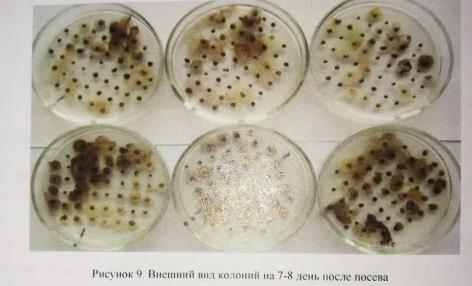 Рисунок 9. Внешний вид колоний на 7-8 день после посева